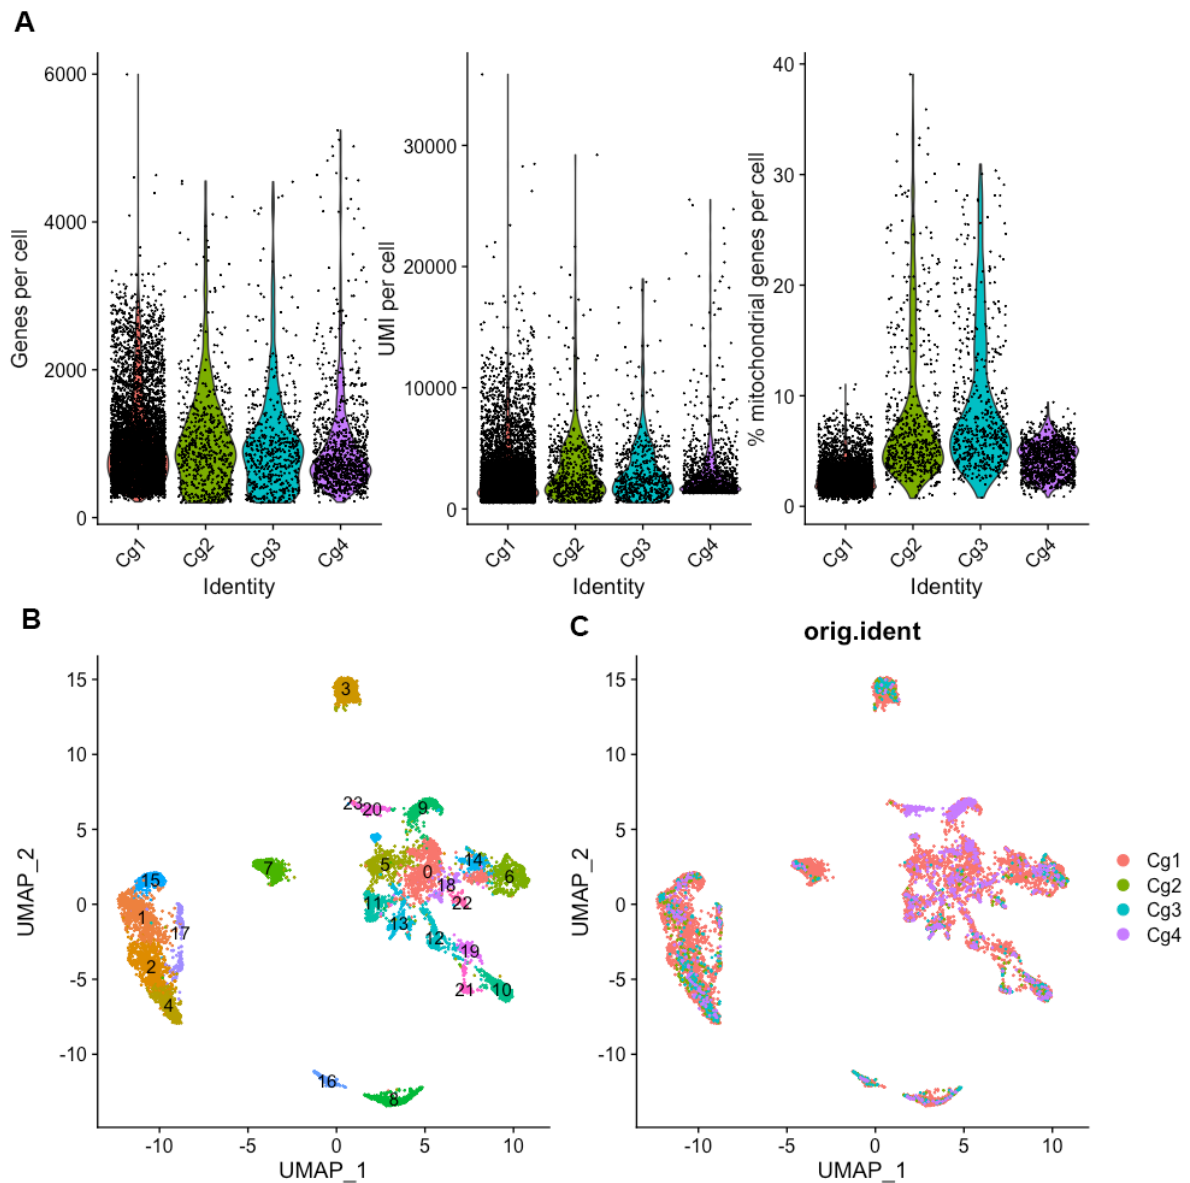 A
Genes per cell
6000
4000
2000
0
Cg1 Cg2 Cg3 Cg4
Identity
UMI per cell
30000
20000
10000
0
Cg1 Cg2 Cg3 Cg4
Identity
% mitochondrial genes per cell
40
30
20
10
0
Cg1 Cg2 Cg3 Cg4
Identity
B
UMAP_2
15
10
5
0
-5
-10
3
23 20 9
7 5 0 14 6
18
15 11 22
1 13
17 12
2 19
4 21 10
16
8
-10 -5 0 5 10
UMAP_1
C
orig.ident
UMAP_2
15
10
5
0
-5
-10
-10 -5 0 5 10
UMAP_1
Cg1
Cg2
Cg3
Cg4